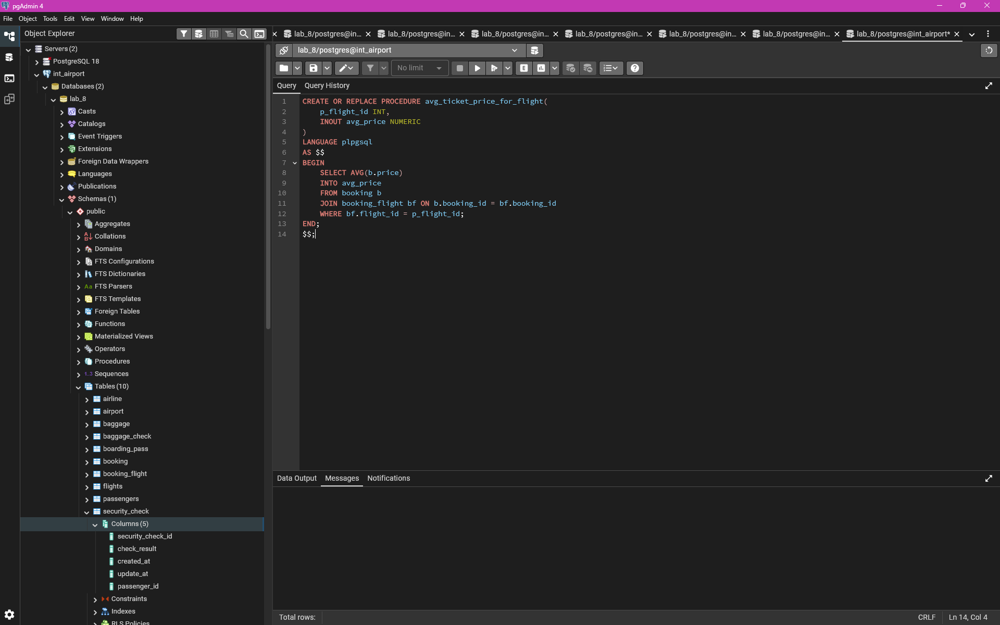 pgAdmin 4
File Object Tools Edit View Window Help
Object Explorer
lab_8/postgres@in... lab_8/postgres@in... lab_8/postgres@in... lab_8/postgres@in... lab_8/postgres@in... lab_8/postgres@in... lab_8/postgres@int_airport*
Servers (2)
PostgreSQL 18
int_airport
Databases (2)
lab_8
Casts
Catalogs
Event Triggers
Extensions
Foreign Data Wrappers
Languages
Publications
Schemas (1)
public
Aggregates
Collations
Domains
FTS Configurations
FTS Dictionaries
Aa FTS Parsers
FTS Templates
Foreign Tables
Functions
Materialized Views
Operators
Procedures
1..3 Sequences
Tables (10)
airline
airport
baggage
baggage_check
boarding_pass
booking
booking_flight
flights
passengers
security_check
Columns (5)
security_check_id
check_result
created_at
update_at
passenger_id
Constraints
Indexes
RLS Policies
lab_8/postgres@int_airport
No limit
E
Query Query History
1 CREATE OR REPLACE PROCEDURE avg_ticket_price_for_flight(
2 p_flight_id INT,
3 INOUT avg_price NUMERIC
4 )
5 LANGUAGE plpgsql
6 AS $$
7 BEGIN
8 SELECT AVG(b.price)
9 INTO avg_price
10 FROM booking b
11 JOIN booking_flight bf ON b.booking_id = bf.booking_id
12 WHERE bf.flight_id = p_flight_id;
13 END;
14 $$;
Data Output Messages Notifications
Total rows:
CRLF
Ln 14, Col 4